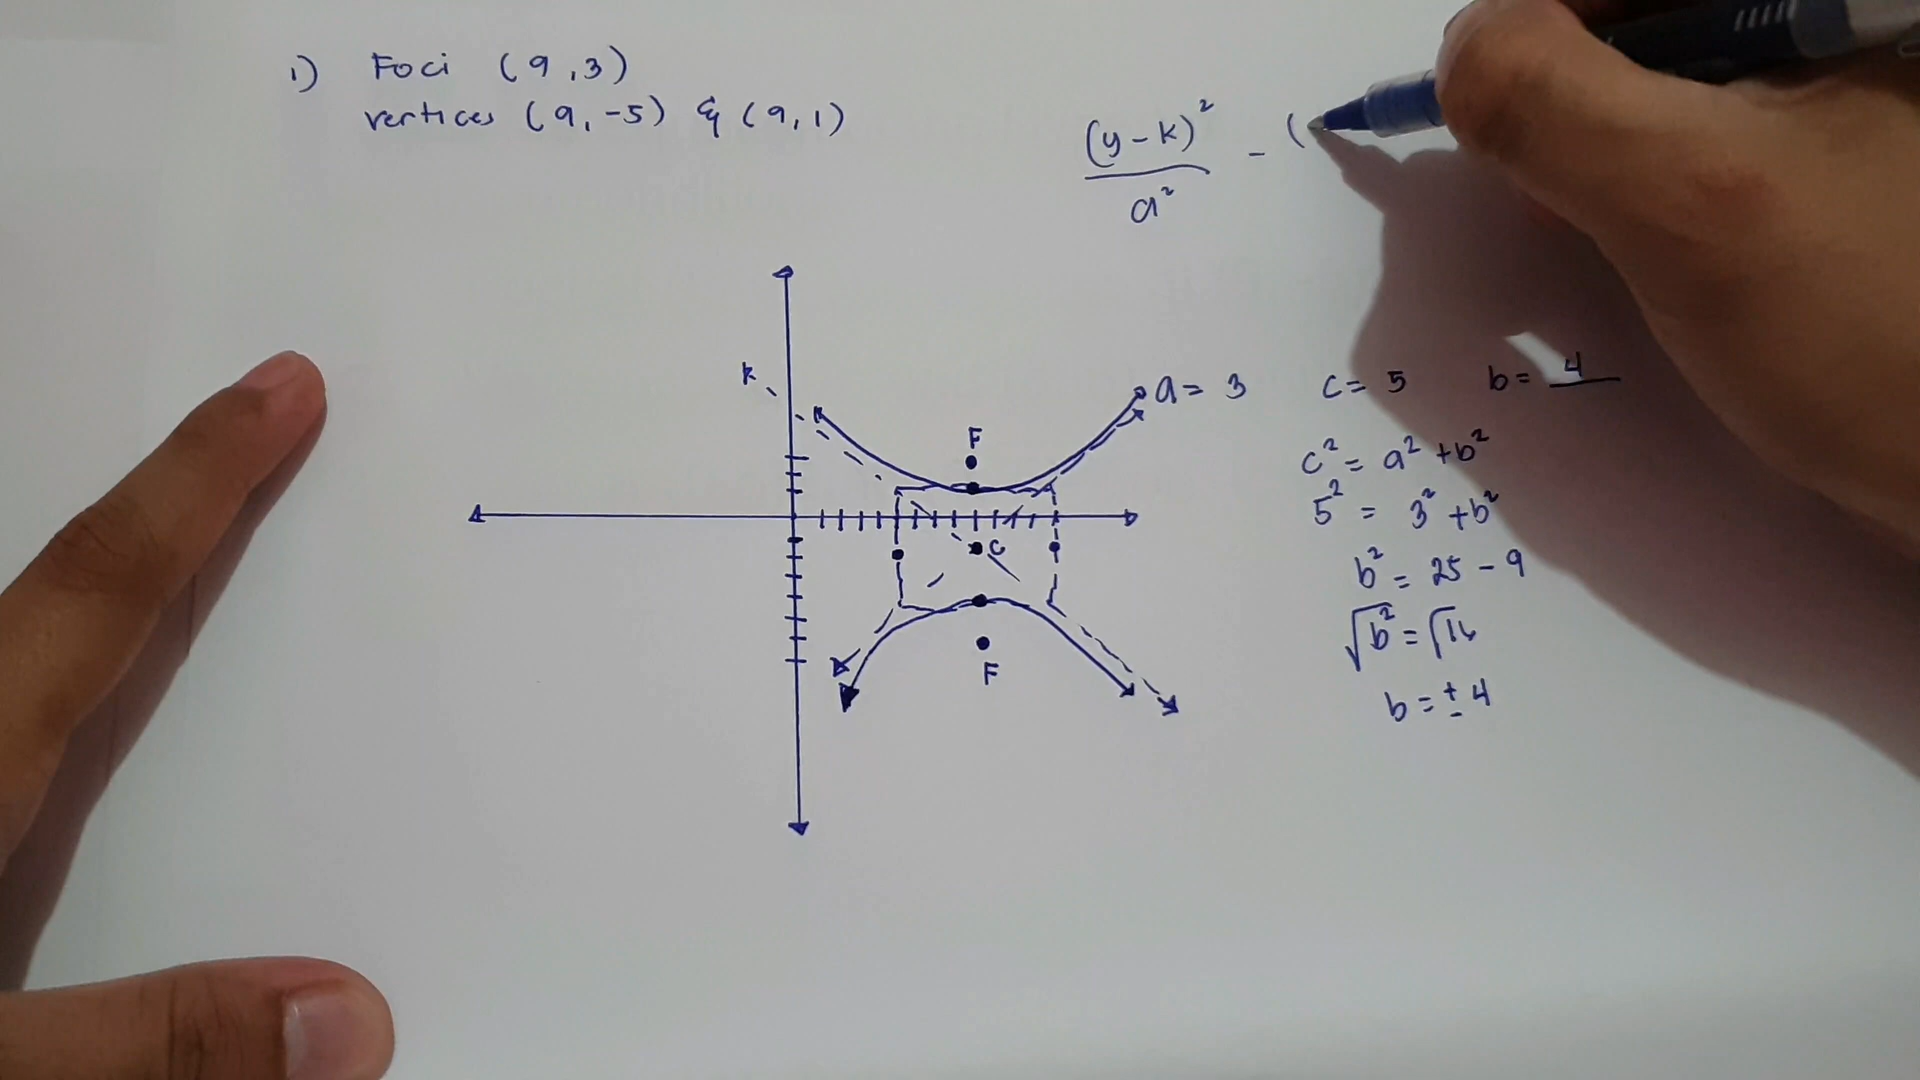 1) Foci (9,3)
vertices (9,-5) & (9,1)
(y-k)² / a² - (
a = 3 c = 5 b = 4
c² = a² + b²
5² = 3² + b²
b² = 25 - 9
√b² = √16
b = ± 4
F
C
F